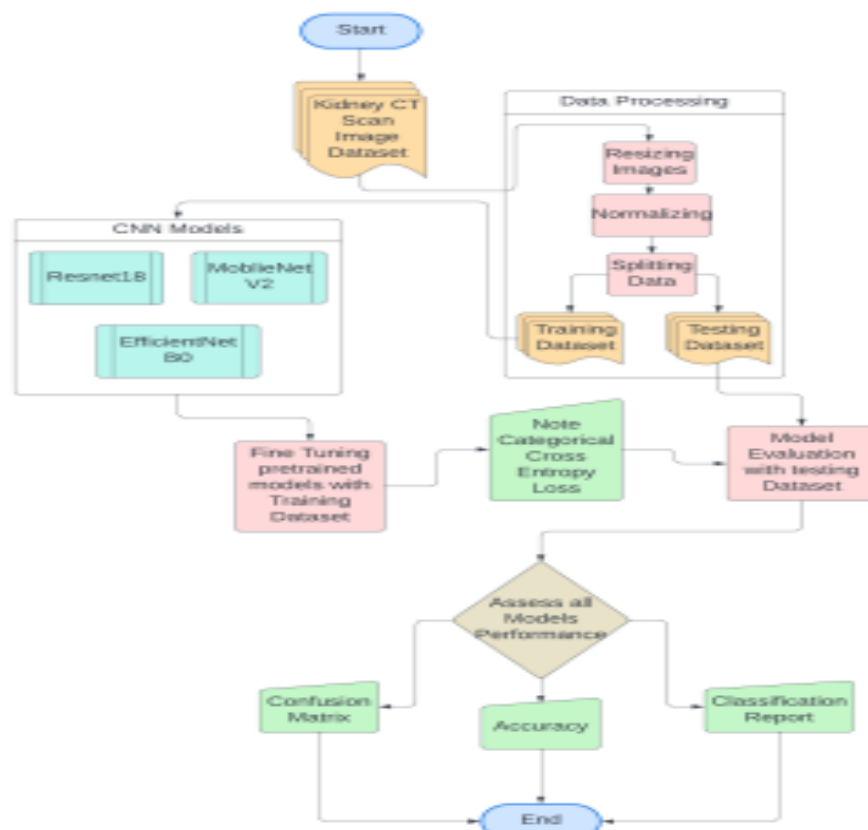 Start
Kidney CT
Scan
Image
Dataset
Data Processing
Resizing
Images
Normalizing
Splitting
Data
Training
Dataset
Testing
Dataset
CNN Models
Resnet18
MoblieNet
V2
EfficientNet
B0
Fine Tuning
pretrained
models with
Training
Dataset
Note
Categorical
Cross
Entropy
Loss
Model
Evaluation
with testing
Dataset
Assess all
Models
Performance
Confusion
Matrix
Accuracy
Classification
Report
End